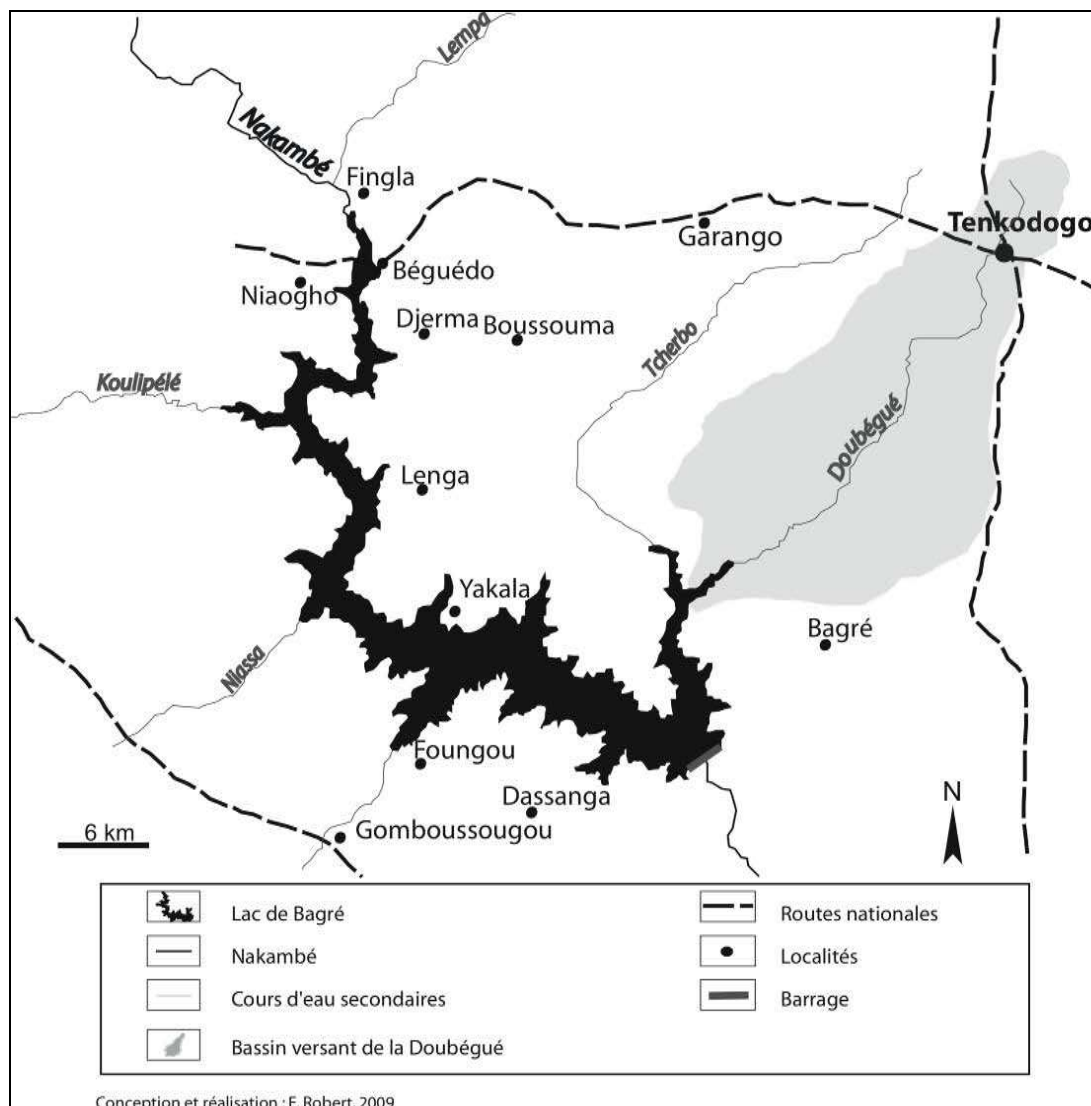 Lempa
Nakambé
Fingla
Tenkodogo
Garango
Béguédo
Niaogho
Djerma
Boussouma
Tcherbo
Koulipélé
Doubégué
Lenga
Yakala
Bagré
Niassa
Foungou
Dassanga
N
6 km
Gomboussougou
Lac de Bagré
Routes nationales
Nakambé
Localités
Cours d'eau secondaires
Barrage
Bassin versant de la Doubégué
Conception et réalisation : E. Robert, 2009